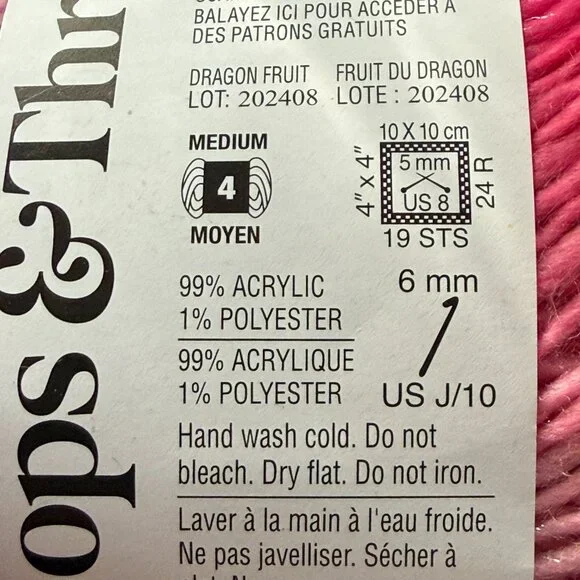 BALAYEZ ICI POUR ACCÉDER À
DES PATRONS GRATUITS
DRAGON FRUIT FRUIT DU DRAGON
LOT: 202408 LOTE : 202408
MEDIUM
4
MOYEN
10 X 10 cm
4" x 4"
5 mm
US 8
24 R
19 STS
99% ACRYLIC
1% POLYESTER
99% ACRYLIQUE
1% POLYESTER
6 mm
US J/10
Hand wash cold. Do not
bleach. Dry flat. Do not iron.
Laver à la main à l'eau froide.
Ne pas javelliser. Sécher à
ops & Thr